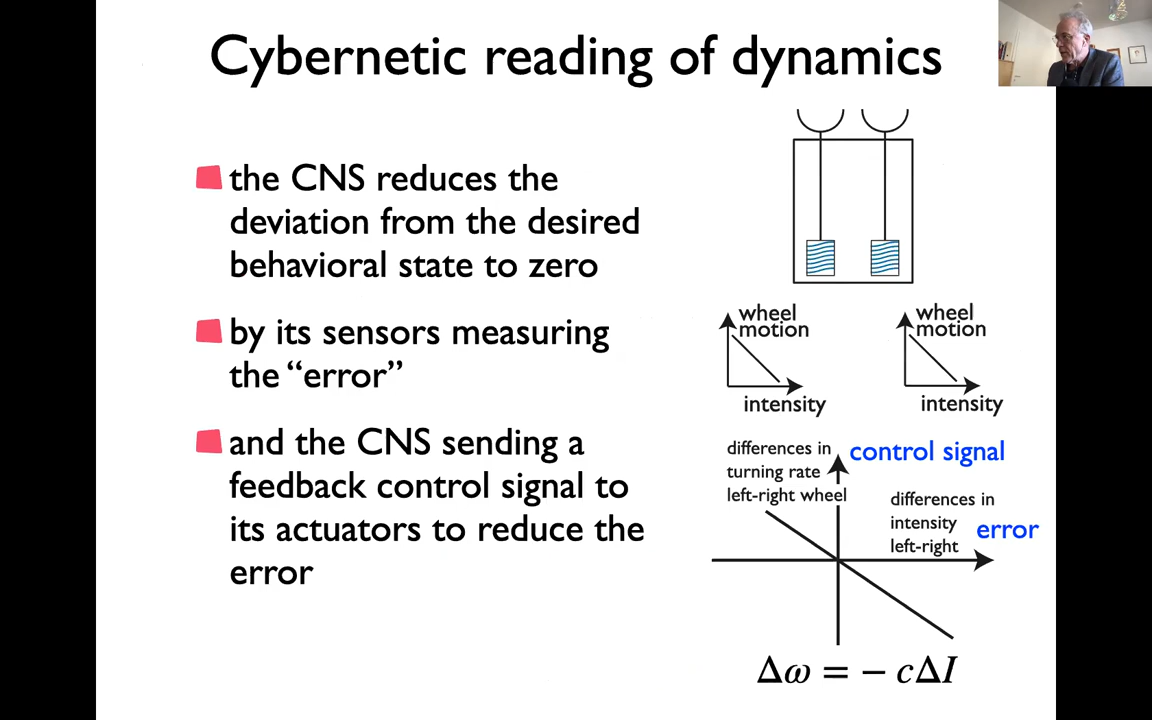 Cybernetic reading of dynamics
the CNS reduces the
deviation from the desired
behavioral state to zero
by its sensors measuring
the “error”
and the CNS sending a
feedback control signal to
its actuators to reduce the
error
wheel
motion
intensity
wheel
motion
intensity
differences in
turning rate
left-right wheel
control signal
differences in
intensity
left-right
error
Δω = − cΔI